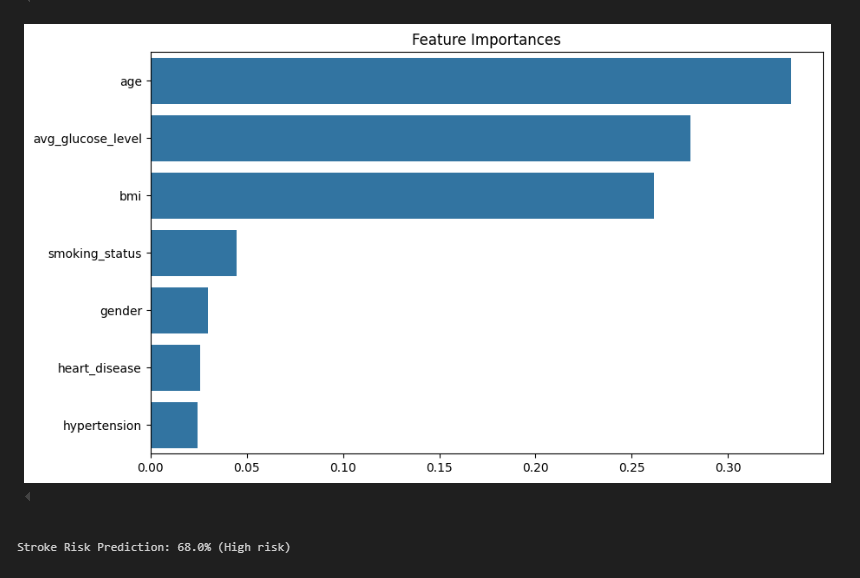 Feature Importances
age
avg_glucose_level
bmi
smoking_status
gender
heart_disease
hypertension
0.00 0.05 0.10 0.15 0.20 0.25 0.30
Stroke Risk Prediction: 68.0% (High risk)